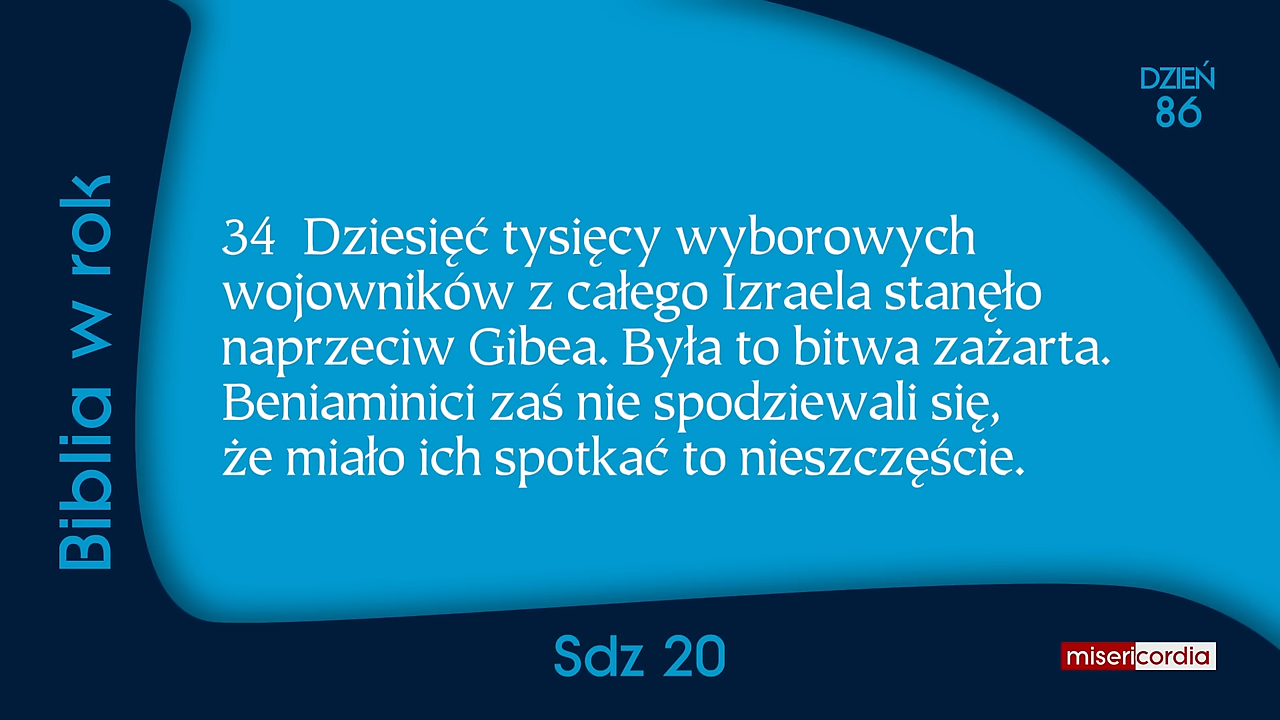 DZIEŃ
86
Biblia w rok
34 Dziesięć tysięcy wyborowych
wojowników z całego Izraela stanęło
naprzeciw Gibea. Była to bitwa zażarta.
Beniaminici zaś nie spodziewali się,
że miało ich spotkać to nieszczęście.
Sdz 20
misericordia